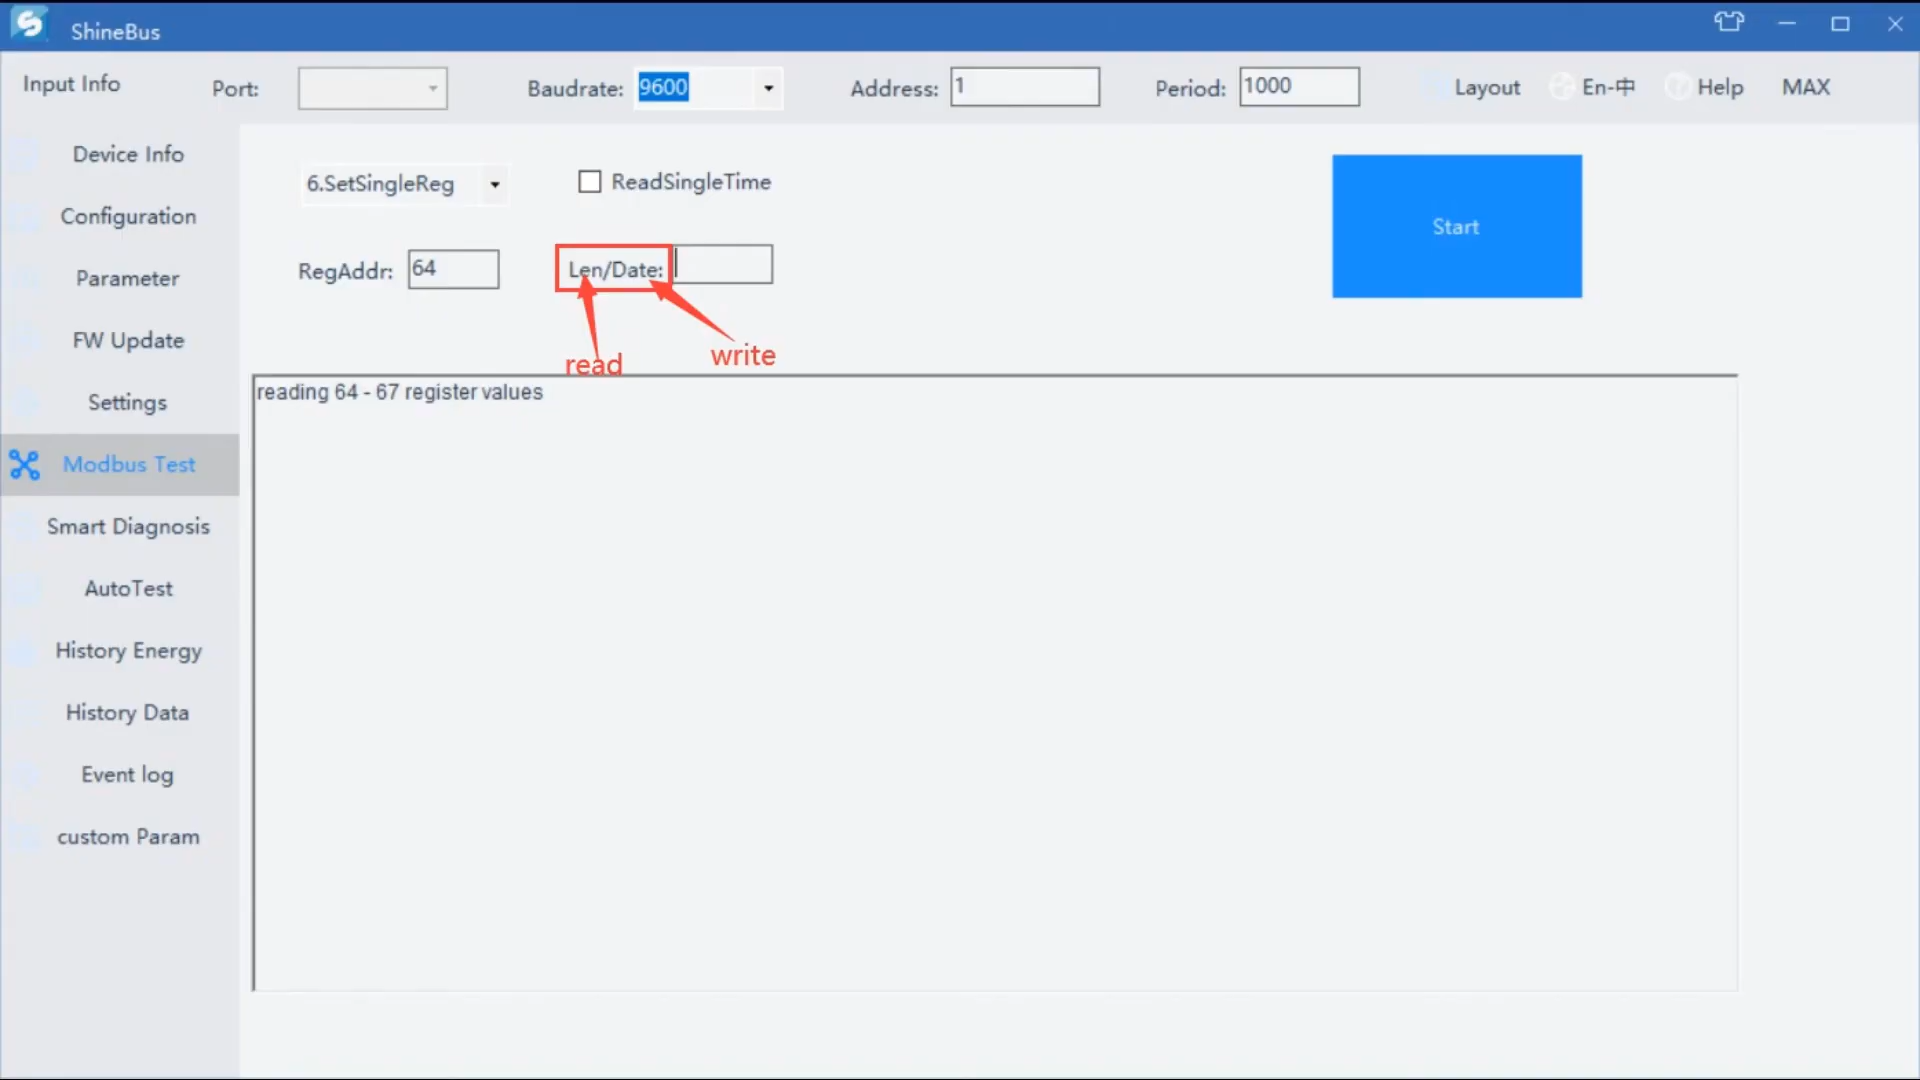 ShineBus
Input Info
Port:
Baudrate: 9600
Address: 1
Period: 1000
Layout
En-中
Help
MAX
Device Info
Configuration
Parameter
FW Update
Settings
Modbus Test
Smart Diagnosis
AutoTest
History Energy
History Data
Event log
custom Param
6.SetSingleReg
ReadSingleTime
RegAddr: 64
Len/Date:
Start
read
write
reading 64 - 67 register values